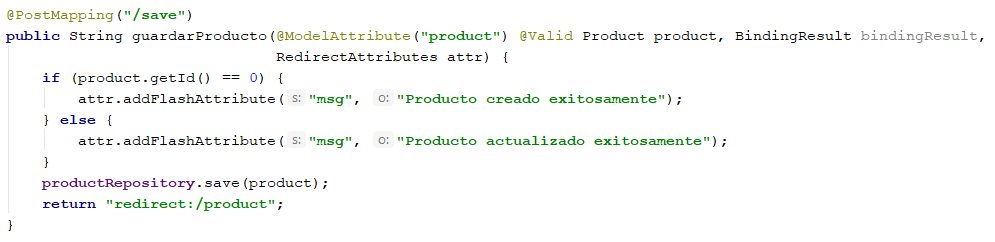 @PostMapping("/save")
public String guardarProducto(@ModelAttribute("product") @Valid Product product, BindingResult bindingResult,
                              RedirectAttributes attr) {
    if (product.getId() == 0) {
        attr.addFlashAttribute( s: "msg", o: "Producto creado exitosamente");
    } else {
        attr.addFlashAttribute( s: "msg", o: "Producto actualizado exitosamente");
    }
    productRepository.save(product);
    return "redirect:/product";
}